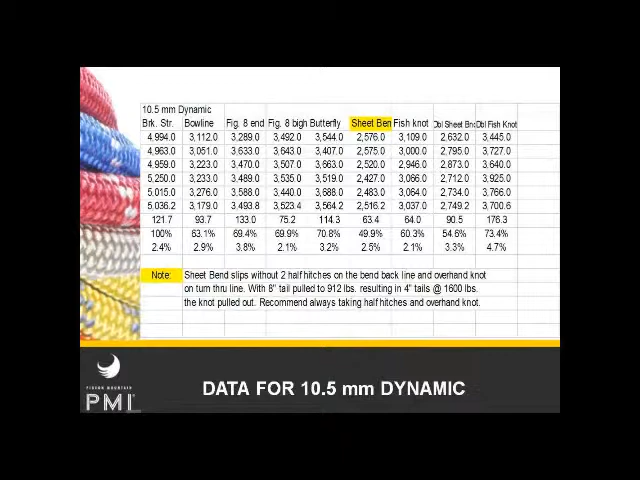 10.5 mm Dynamic
Brk. Str. Bowline Fig. 8 end Fig. 8 bigh Butterfly Sheet Ben Fish knot Dbl Sheet Bnd Dbl Fish Knot
4,994.0 3,112.0 3,289.0 3,492.0 3,544.0 2,576.0 3,109.0 2,632.0 3,445.0
4,963.0 3,051.0 3,633.0 3,643.0 3,407.0 2,575.0 3,000.0 2,795.0 3,727.0
4,959.0 3,223.0 3,470.0 3,507.0 3,663.0 2,520.0 2,946.0 2,873.0 3,640.0
5,250.0 3,233.0 3,489.0 3,535.0 3,519.0 2,427.0 3,066.0 2,712.0 3,925.0
5,015.0 3,276.0 3,588.0 3,440.0 3,688.0 2,483.0 3,064.0 2,734.0 3,766.0
5,036.2 3,179.0 3,493.8 3,523.4 3,564.2 2,516.2 3,037.0 2,749.2 3,700.6
121.7 93.7 133.0 75.2 114.3 63.4 64.0 90.5 176.3
100% 63.1% 69.4% 69.9% 70.8% 49.9% 60.3% 54.6% 73.4%
2.4% 2.9% 3.8% 2.1% 3.2% 2.5% 2.1% 3.3% 4.7%
Note: Sheet Bend slips without 2 half hitches on the bend back line and overhand knot
on turn thru line. With 8" tail pulled to 912 lbs. resulting in 4" tails @ 1600 lbs.
the knot pulled out. Recommend always taking half hitches and overhand knot.
PIGEON MOUNTAIN
PMI
DATA FOR 10.5 mm DYNAMIC